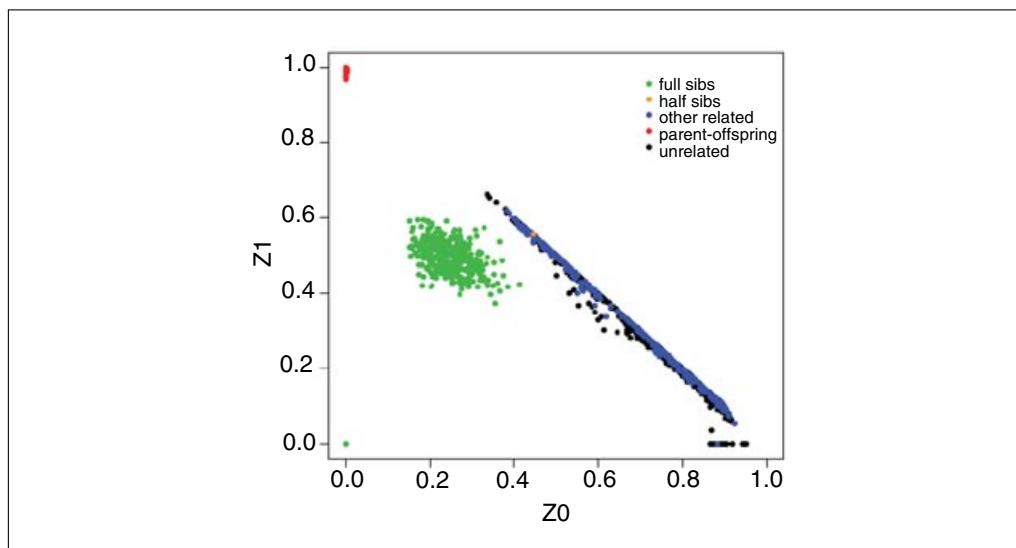 1.0
0.8
0.6
0.4
0.2
0.0
Z1
full sibs
half sibs
other related
parent-offspring
unrelated
0.0 0.2 0.4 0.6 0.8 1.0
Z0